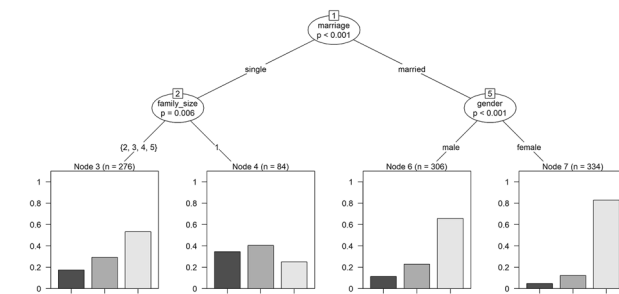 1
marriage
p < 0.001
single
married
2
family_size
p = 0.006
5
gender
p < 0.001
{2, 3, 4, 5}
1
male
female
Node 3 (n = 276)
1
0.8
0.6
0.4
0.2
0
Node 4 (n = 84)
1
0.8
0.6
0.4
0.2
0
Node 6 (n = 306)
1
0.8
0.6
0.4
0.2
0
Node 7 (n = 334)
1
0.8
0.6
0.4
0.2
0